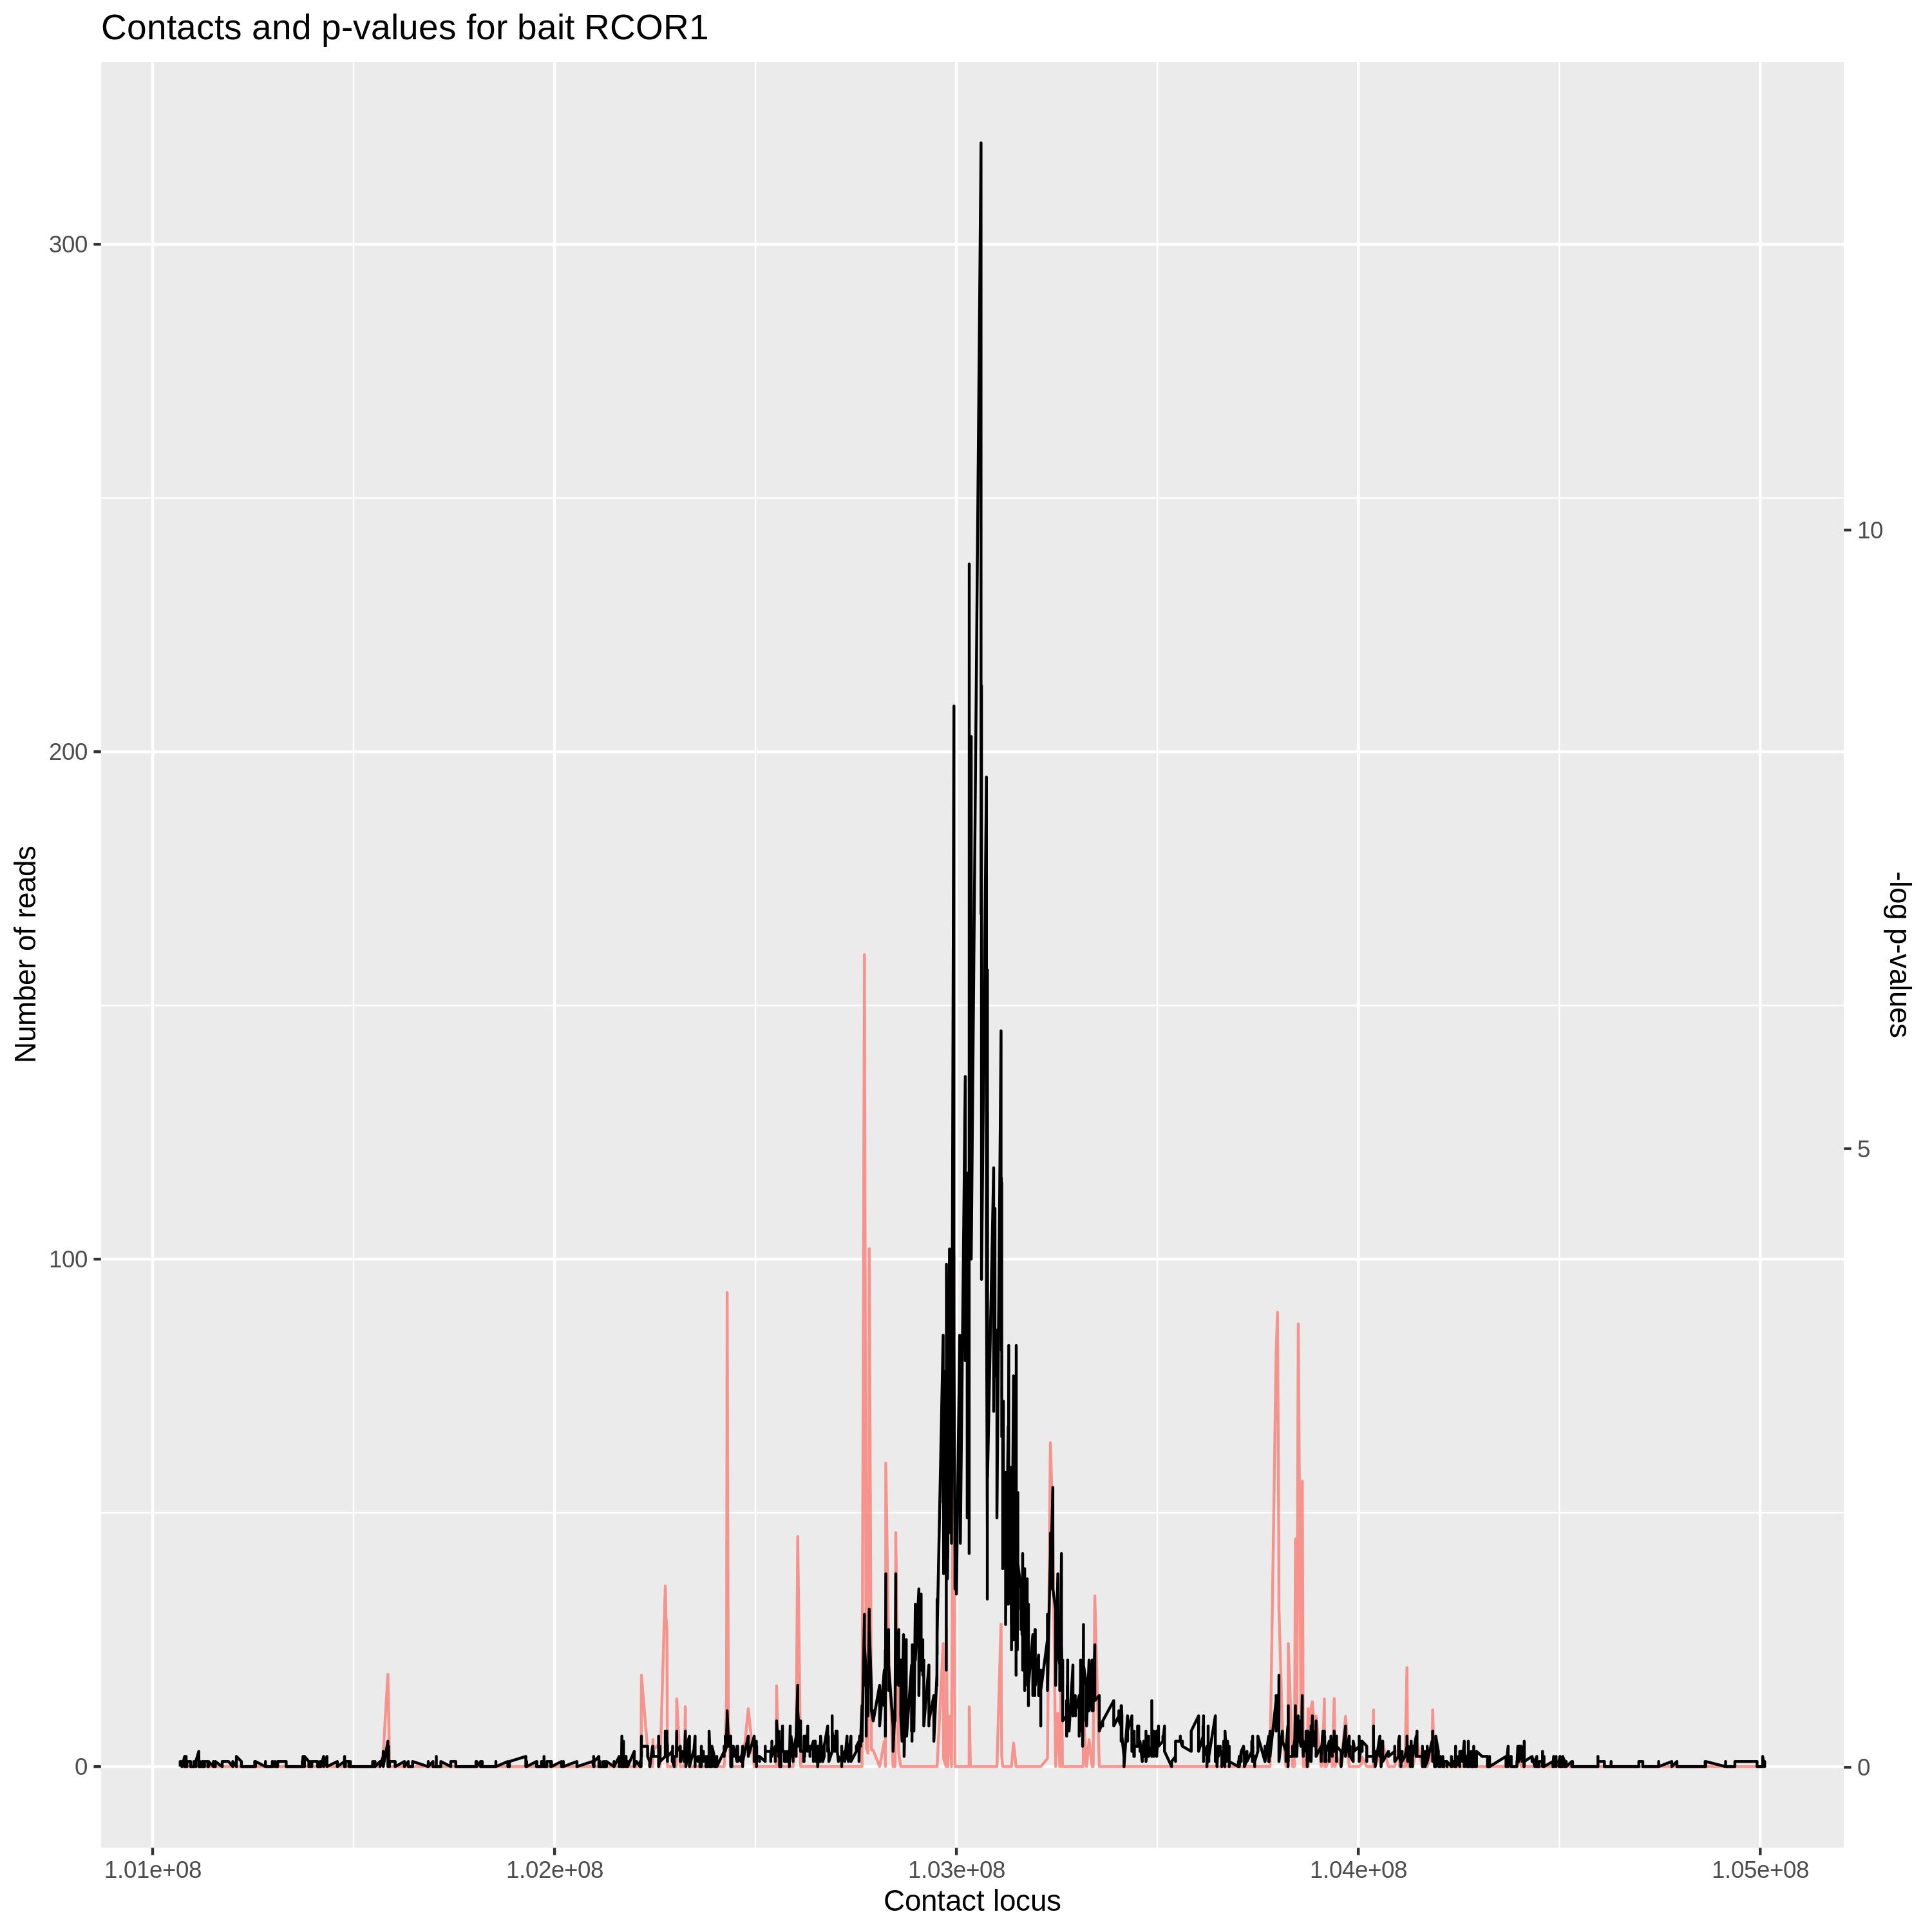 Contacts and p-values for bait RCOR1
300
200
100
0
Number of reads
10
5
0
-log p-values
1.01e+08
1.02e+08
1.03e+08
1.04e+08
1.05e+08
Contact locus